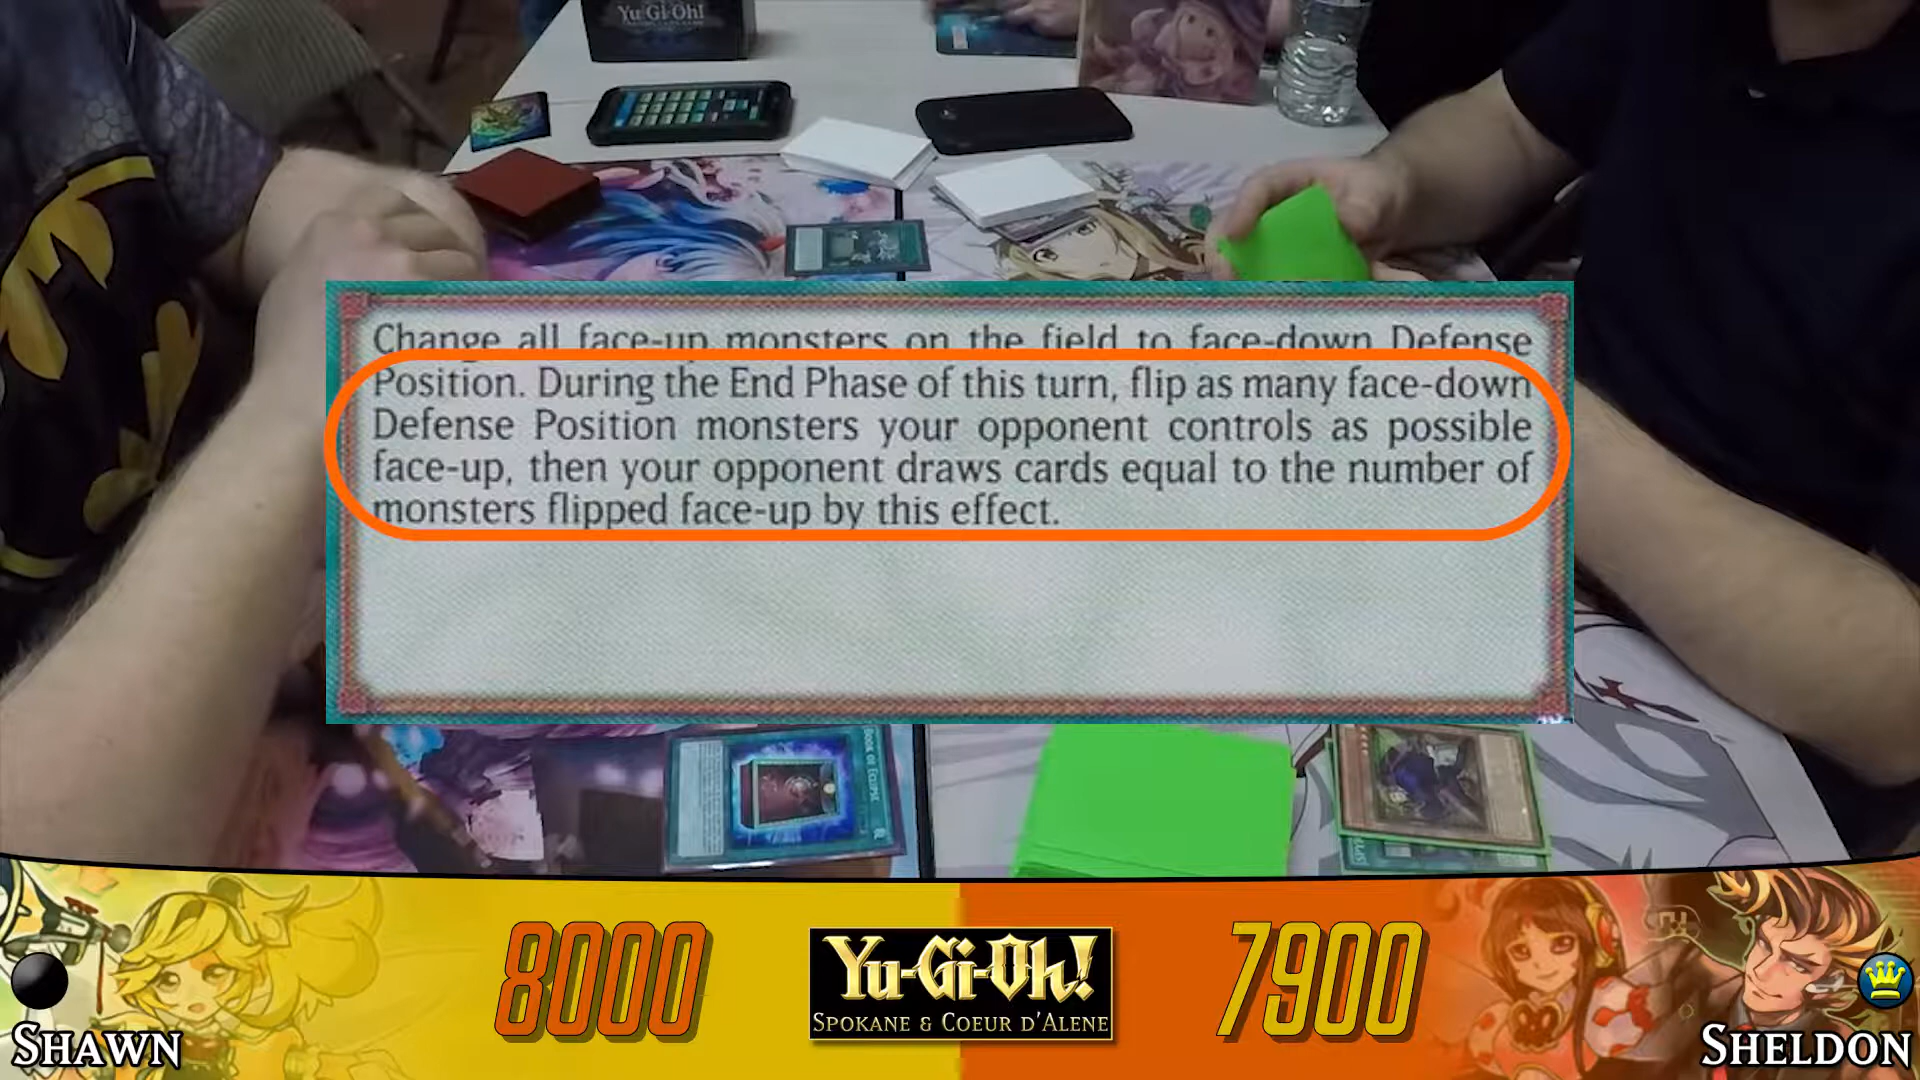 Yu-Gi-Oh!
Change all face-up monsters on the field to face-down Defense
Position. During the End Phase of this turn, flip as many face-down
Defense Position monsters your opponent controls as possible
face-up, then your opponent draws cards equal to the number of
monsters flipped face-up by this effect.
BOOK OF ECLIPSE
8000
Yu-Gi-Oh!
SPOKANE & COEUR D'ALENE
7900
SHAWN
SHELDON